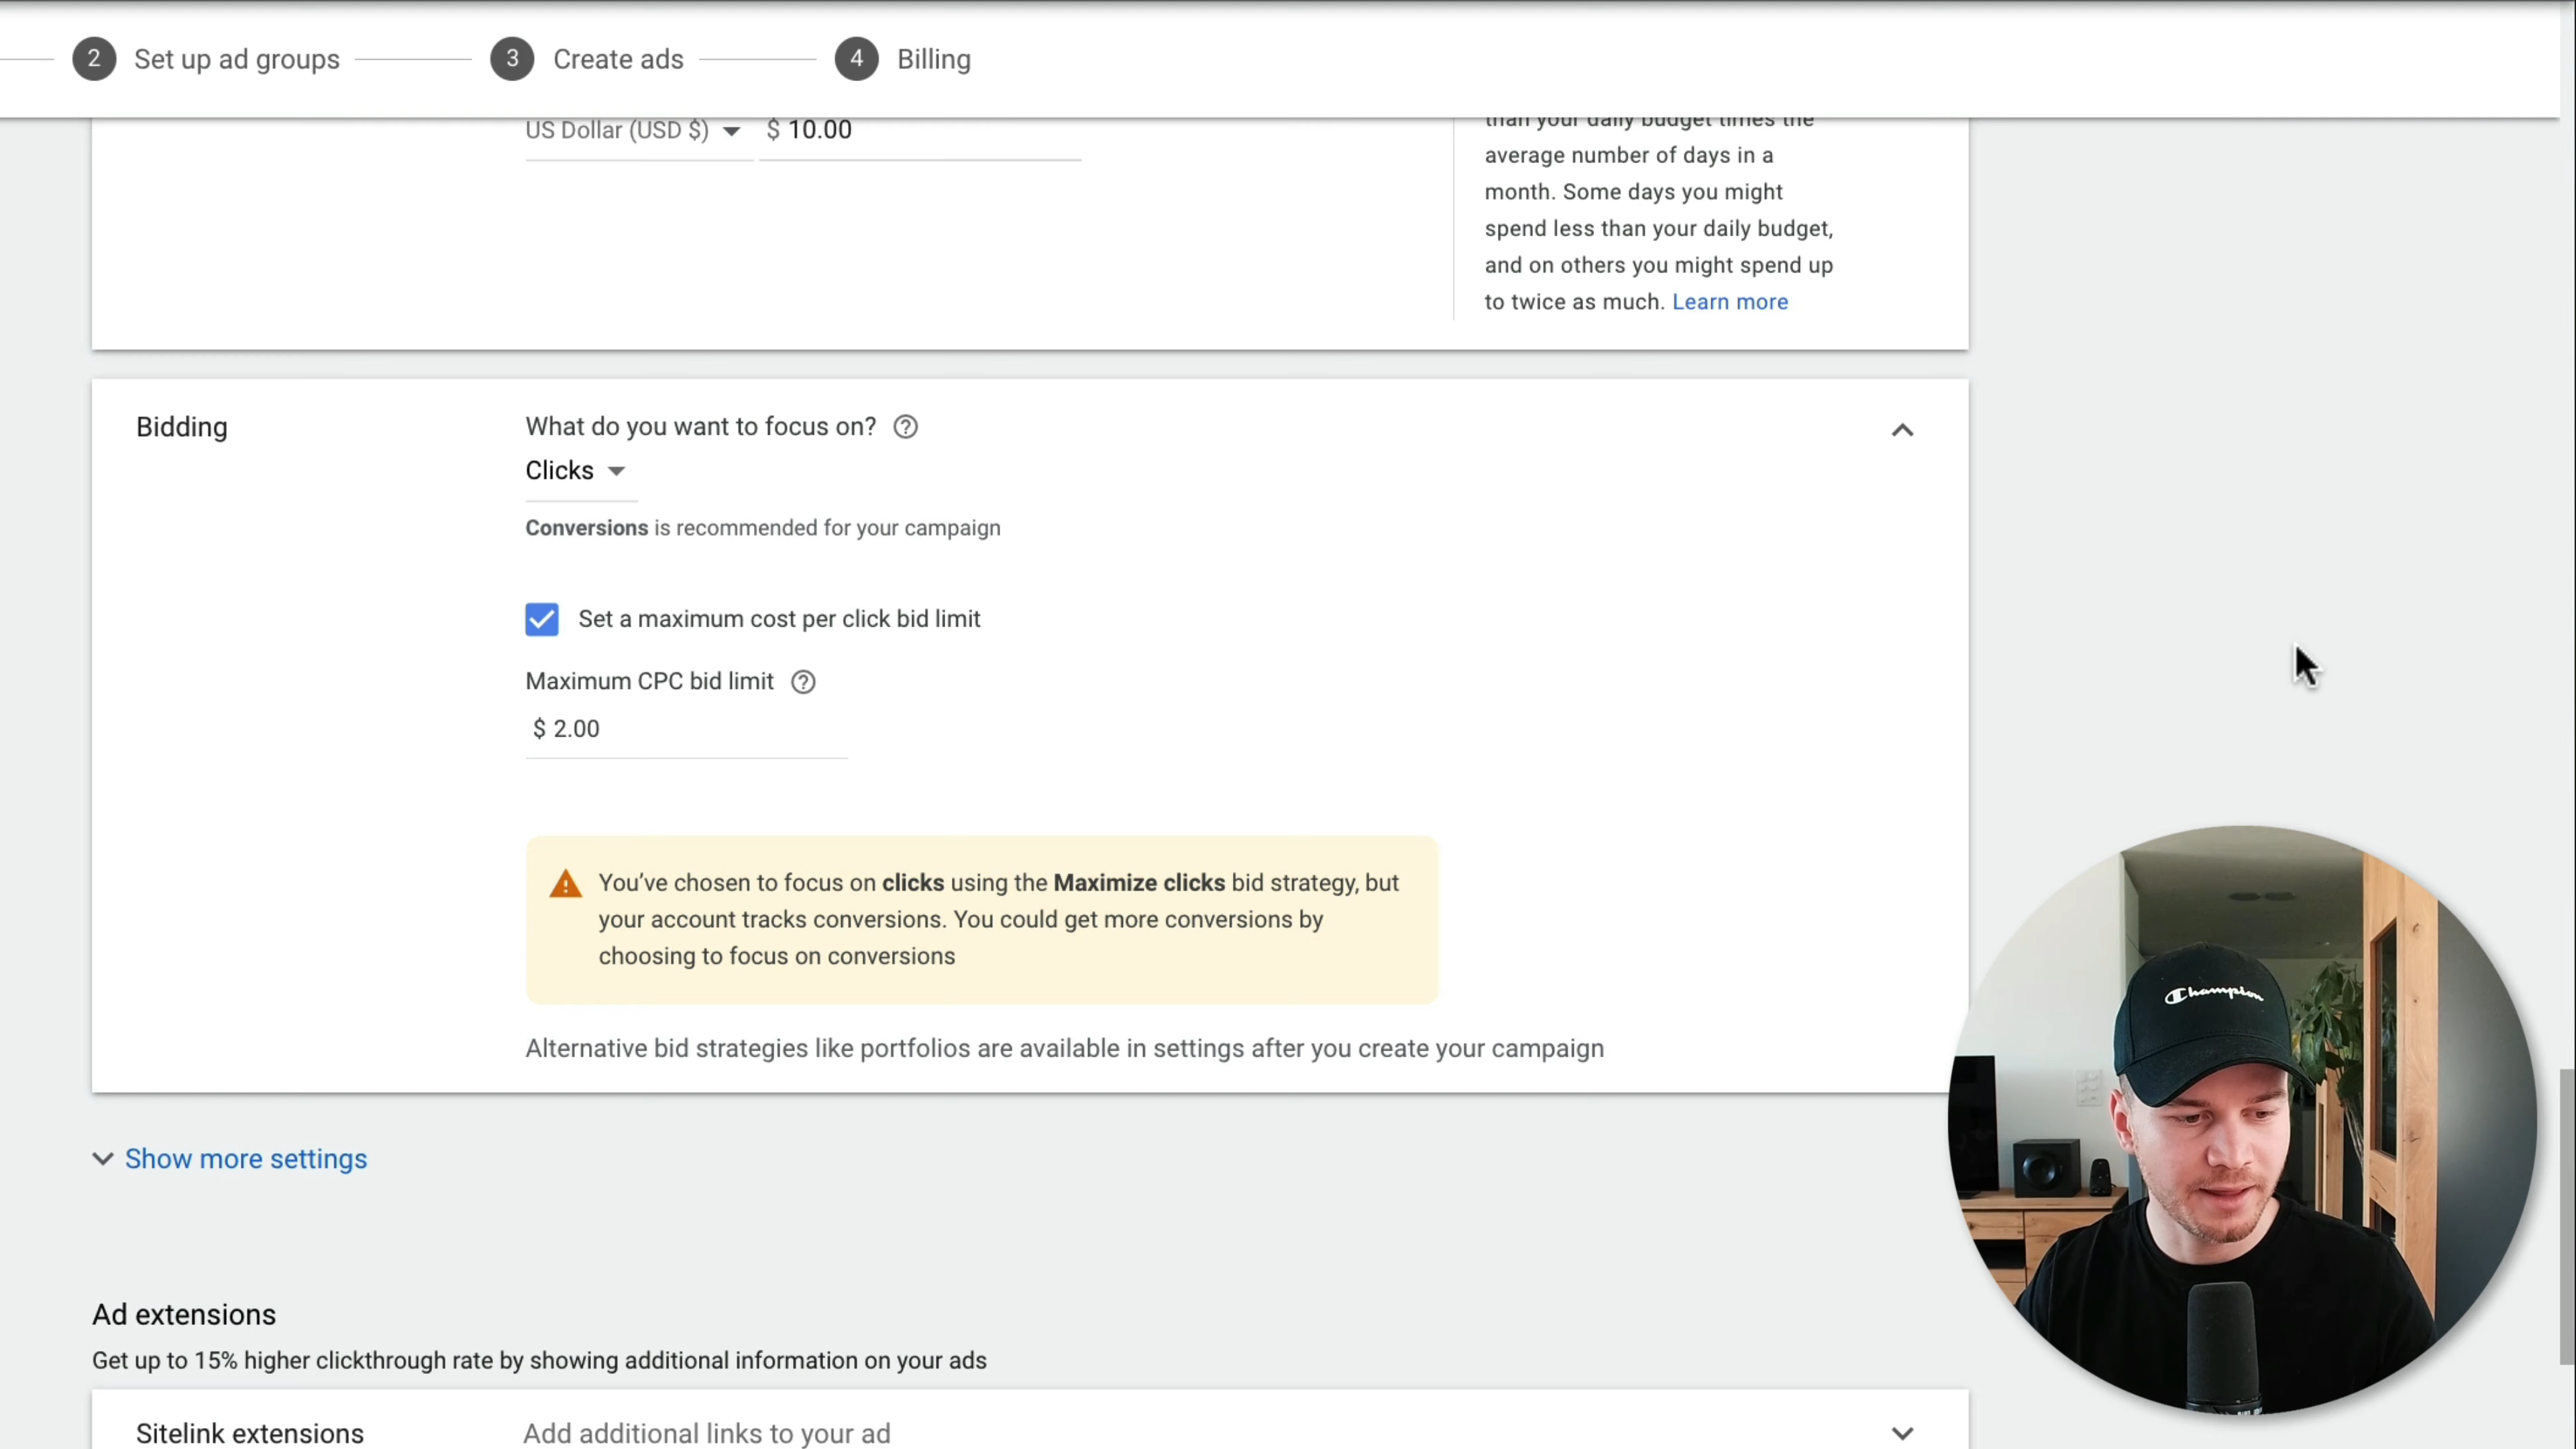 2 Set up ad groups 3 Create ads 4 Billing
US Dollar (USD $) $ 10.00
than your daily budget times the
average number of days in a
month. Some days you might
spend less than your daily budget,
and on others you might spend up
to twice as much. Learn more
Bidding
What do you want to focus on?
Clicks
Conversions is recommended for your campaign
Set a maximum cost per click bid limit
Maximum CPC bid limit
$ 2.00
You've chosen to focus on clicks using the Maximize clicks bid strategy, but
your account tracks conversions. You could get more conversions by
choosing to focus on conversions
Alternative bid strategies like portfolios are available in settings after you create your campaign
Show more settings
Champion
Ad extensions
Get up to 15% higher clickthrough rate by showing additional information on your ads
Sitelink extensions Add additional links to your ad